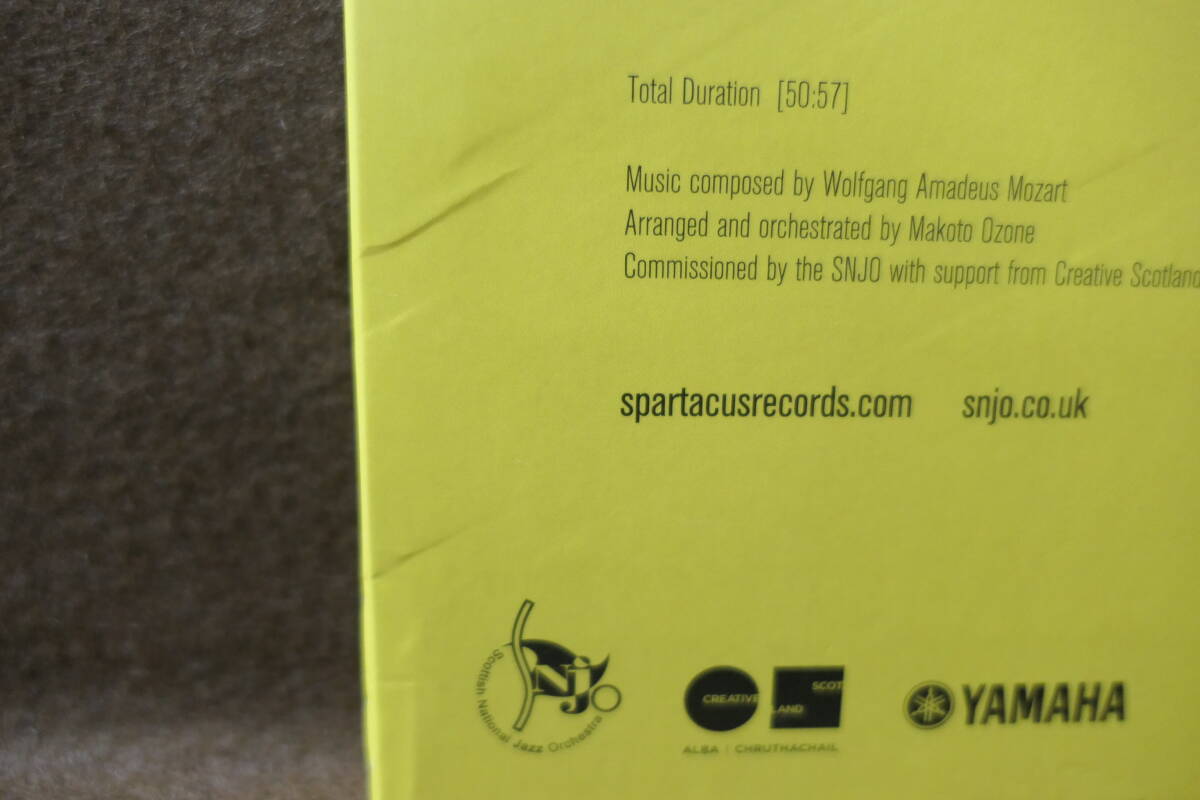 Total Duration [50:57]
Music composed by Wolfgang Amadeus Mozart
Arranged and orchestrated by Makoto Ozone
Commissioned by the SNJO with support from Creative Scotland
spartacusrecords.com snjo.co.uk
SNJO
Scottish National Jazz Orchestra
CREATIVE SCOT
LAND
ALBA | CHRUTHACHAIL
YAMAHA